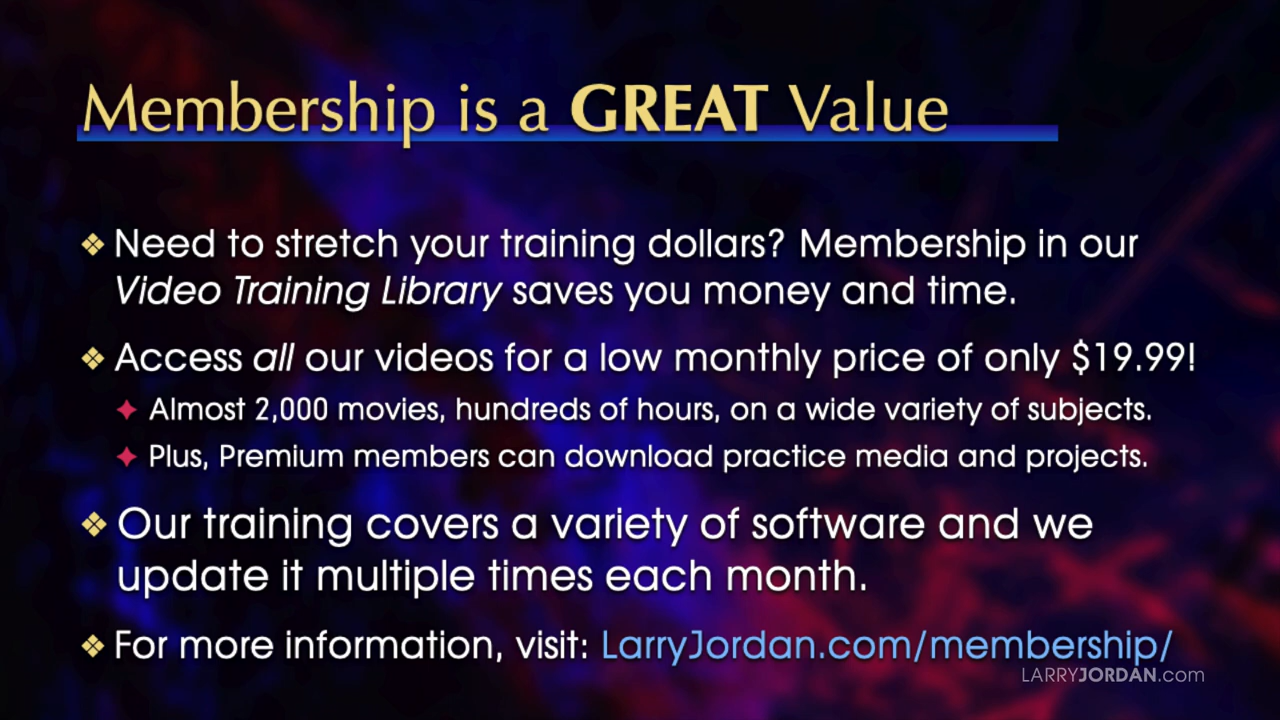 Membership is a GREAT Value
❖ Need to stretch your training dollars? Membership in our
Video Training Library saves you money and time.
❖ Access all our videos for a low monthly price of only $19.99!
✦ Almost 2,000 movies, hundreds of hours, on a wide variety of subjects.
✦ Plus, Premium members can download practice media and projects.
❖ Our training covers a variety of software and we
update it multiple times each month.
❖ For more information, visit: LarryJordan.com/membership/
LARRYJORDAN.com